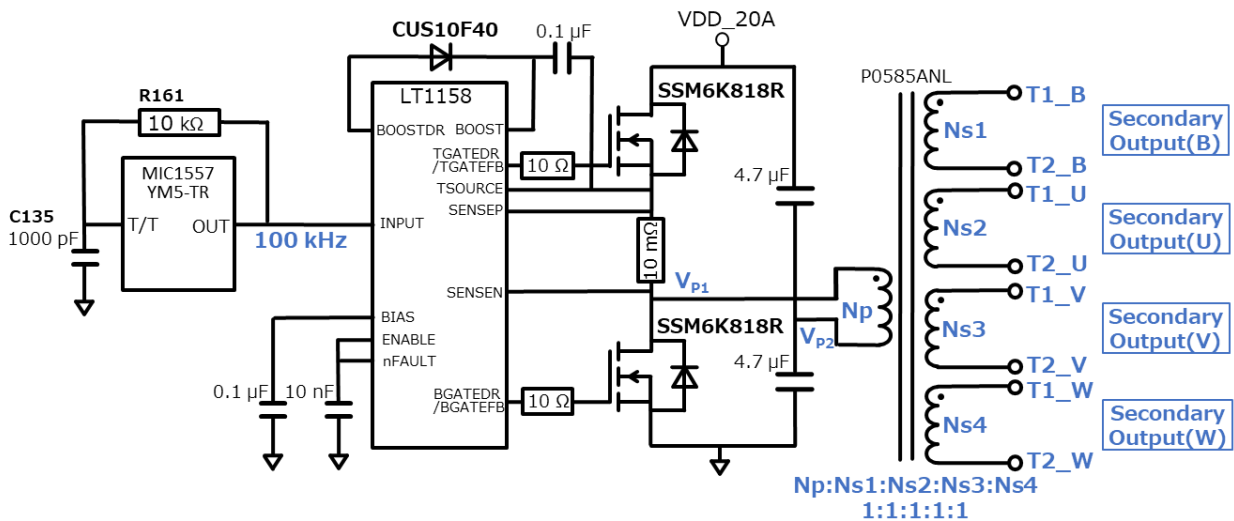 VDD_20A
CUS10F40
0.1 µF
SSM6K818R
P0585ANL
R161
10 kΩ
LT1158
BOOSTDR
BOOST
TGATEDR
/TGATEFB
10 Ω
TSOURCE
SENSEP
MIC1557
YM5-TR
T/T
OUT
C135
1000 pF
100 kHz
INPUT
4.7 µF
10 mΩ
SENSEN
Vp1
BIAS
ENABLE
nFAULT
SSM6K818R
Vp2
Np
4.7 µF
0.1 µF
10 nF
BGATEDR
/BGATEFB
10 Ω
Ns1
T1_B
T2_B
Secondary
Output(B)
Ns2
T1_U
T2_U
Secondary
Output(U)
Ns3
T1_V
T2_V
Secondary
Output(V)
Ns4
T1_W
T2_W
Secondary
Output(W)
Np:Ns1:Ns2:Ns3:Ns4
1:1:1:1:1